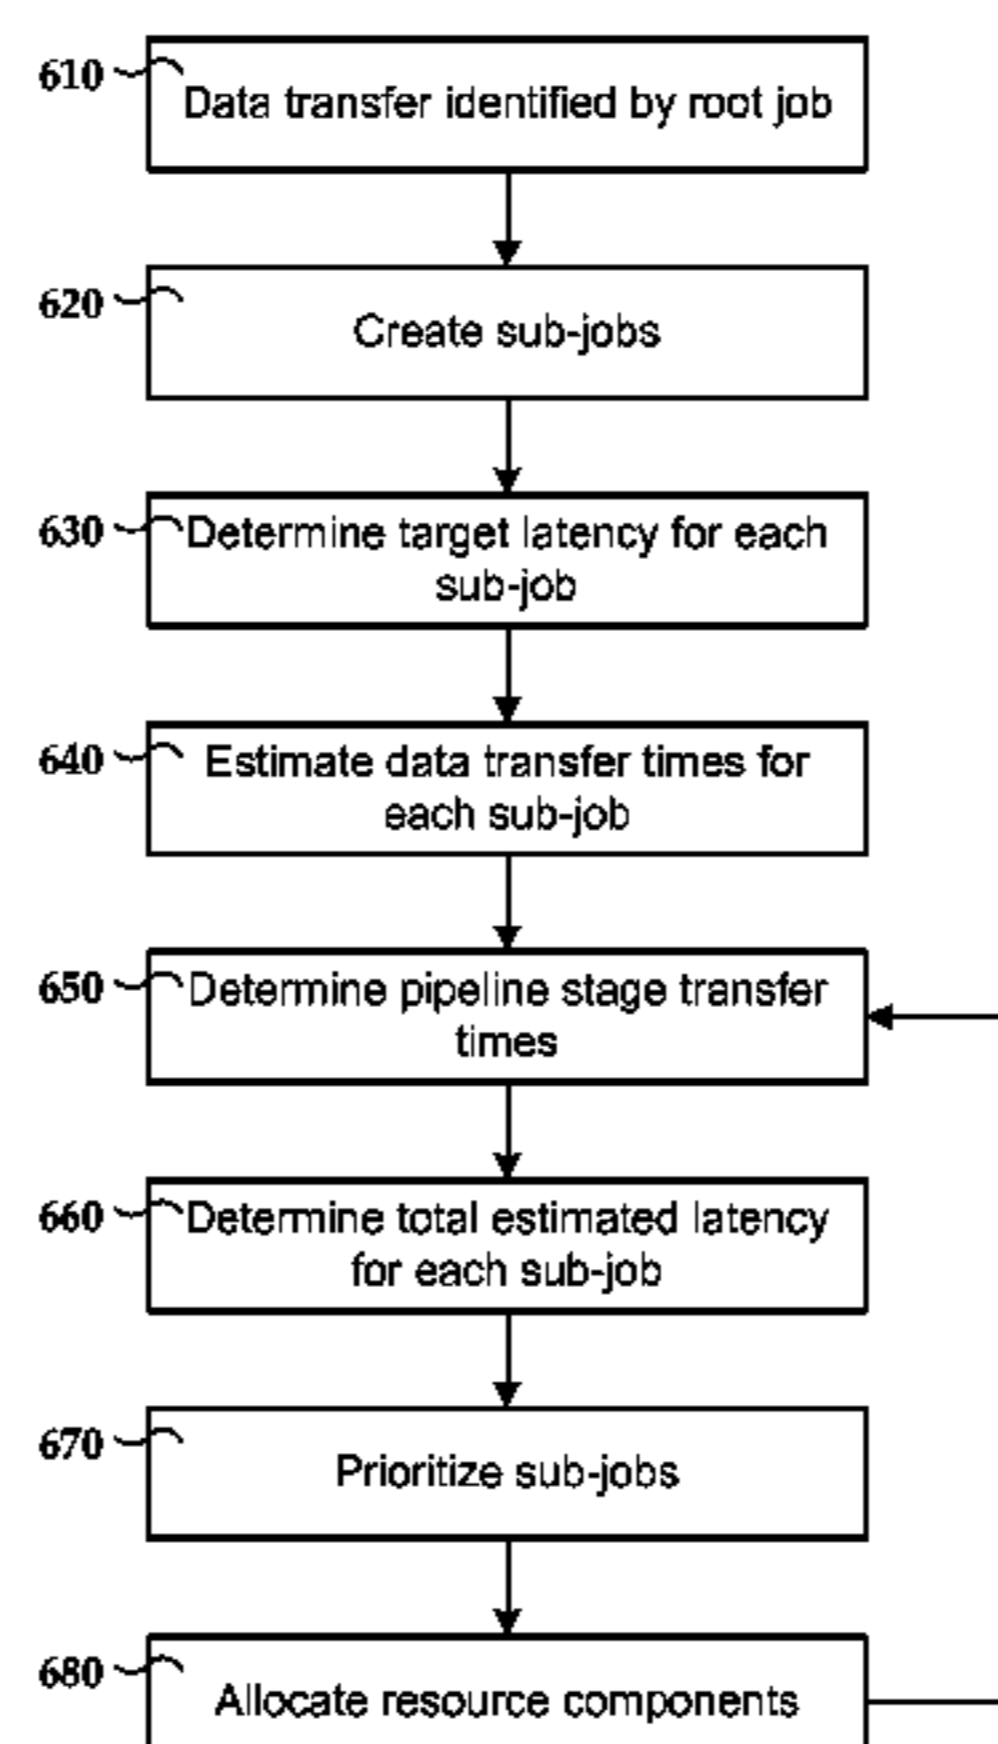 610
Data transfer identified by root job
620
Create sub-jobs
630
Determine target latency for each
sub-job
640
Estimate data transfer times for
each sub-job
650
Determine pipeline stage transfer
times
660
Determine total estimated latency
for each sub-job
670
Prioritize sub-jobs
680
Allocate resource components